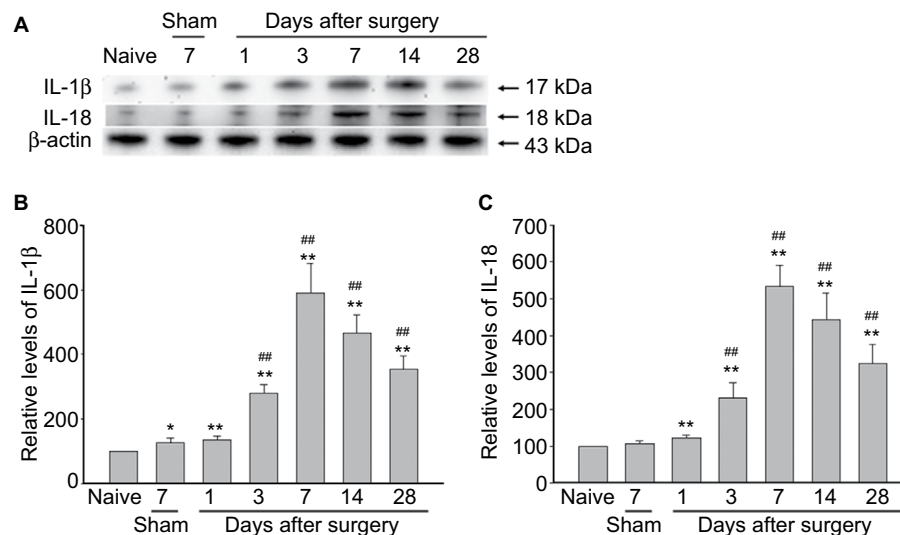 A
Sham
Days after surgery
Naive 7 1 3 7 14 28
IL-1β ← 17 kDa
IL-18 ← 18 kDa
β-actin ← 43 kDa
B
Relative levels of IL-1β
800
600
400
200
0
*
**
##
**
##
**
##
**
##
**
Naive 7 1 3 7 14 28
Sham Days after surgery
C
Relative levels of IL-18
700
600
500
400
300
200
100
0
**
##
**
##
**
##
**
##
**
Naive 7 1 3 7 14 28
Sham Days after surgery